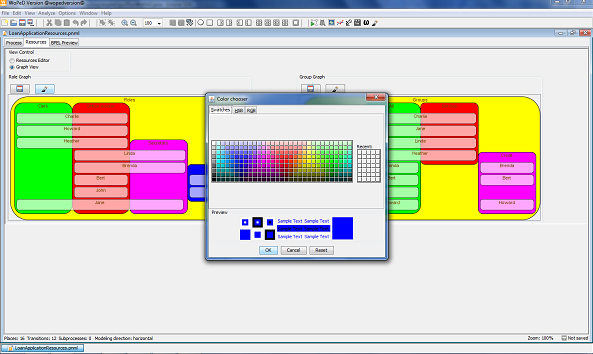 WoPeD Version @wopedversion@
File Edit View Analyze Options Window Help
100
LoanApplicationResources.pnml
Process Resources BPEL Preview
View Control
Resources Editor
Graph View
Role Graph
Group Graph
Color chooser
Swatches HSB RGB
Recent:
Roles
Charlie
Howard
Heather
Linda
Brenda
Bert
John
Jane
Groups
Charlie
Jane
Linda
Heather
Brenda
Bert
Howard
Preview
Sample Text Sample Text
Sample Text Sample Text
OK Cancel Reset
Places: 16 Transitions: 12 Subprocesses: 0 Modeling direction: horizontal
Zoom: 100% Not saved
LoanApplicationResources.pnml